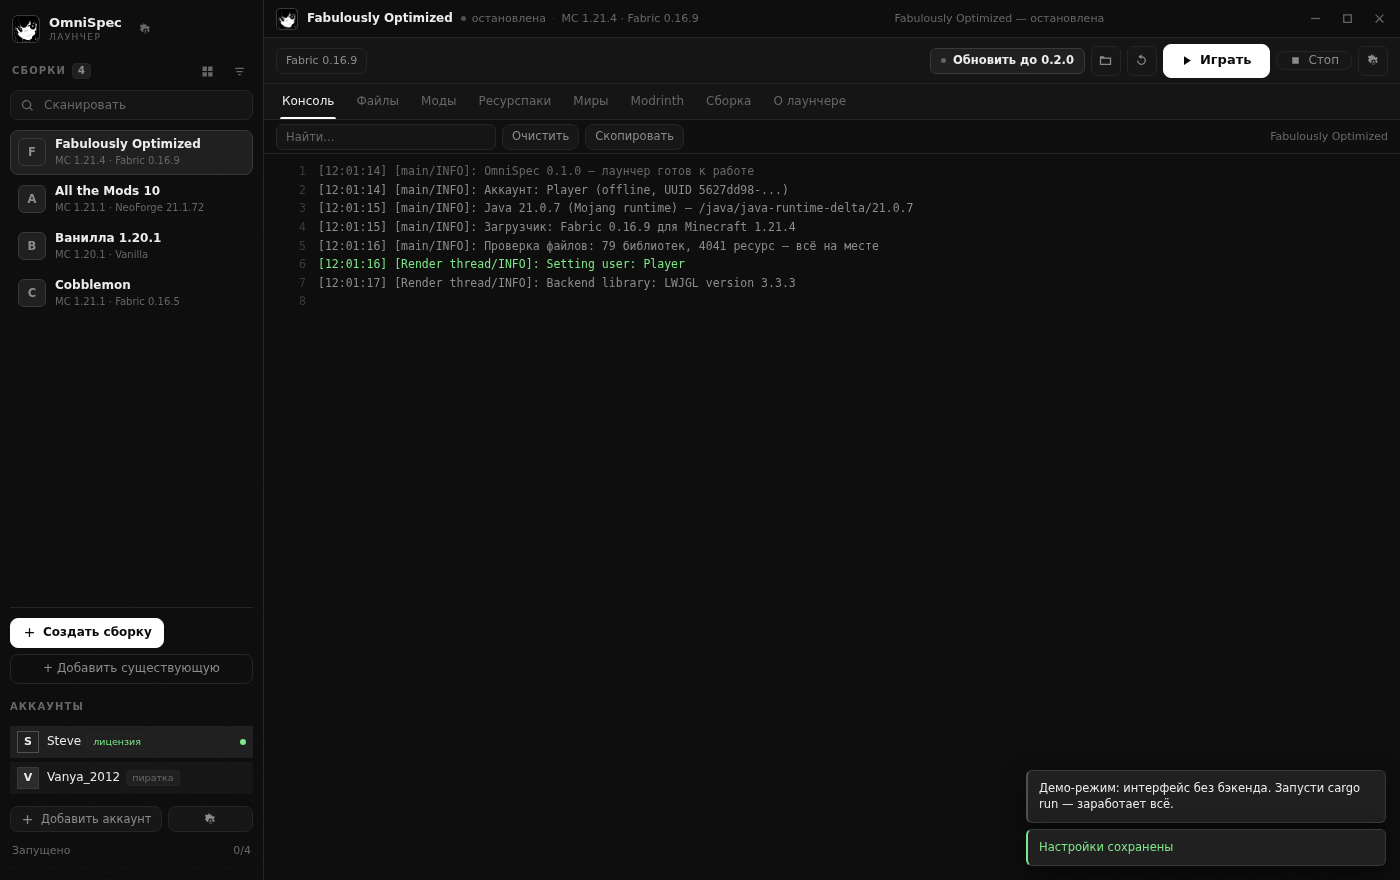 OmniSpec
ЛАУНЧЕР
СБОРКИ 4
Сканировать
F Fabulously Optimized
MC 1.21.4 · Fabric 0.16.9
A All the Mods 10
MC 1.21.1 · NeoForge 21.1.72
В Ванилла 1.20.1
MC 1.20.1 · Vanilla
C Cobblemon
MC 1.21.1 · Fabric 0.16.5
+ Создать сборку
+ Добавить существующую
АККАУНТЫ
S Steve лицензия
V Vanya_2012 пиратка
+ Добавить аккаунт
Запущено 0/4
Fabulously Optimized остановлена · MC 1.21.4 · Fabric 0.16.9
Fabulously Optimized — остановлена
Fabric 0.16.9
Обновить до 0.2.0
Играть
Стоп
Консоль Файлы Моды Ресурспаки Миры Modrinth Сборка О лаунчере
Найти... Очистить Скопировать Fabulously Optimized
1 [12:01:14] [main/INFO]: OmniSpec 0.1.0 — лаунчер готов к работе
2 [12:01:14] [main/INFO]: Аккаунт: Player (offline, UUID 5627dd98-...)
3 [12:01:15] [main/INFO]: Java 21.0.7 (Mojang runtime) — /java/java-runtime-delta/21.0.7
4 [12:01:15] [main/INFO]: Загрузчик: Fabric 0.16.9 для Minecraft 1.21.4
5 [12:01:16] [main/INFO]: Проверка файлов: 79 библиотек, 4041 ресурс — всё на месте
6 [12:01:16] [Render thread/INFO]: Setting user: Player
7 [12:01:17] [Render thread/INFO]: Backend library: LWJGL version 3.3.3
8
Демо-режим: интерфейс без бэкенда. Запусти cargo
run — заработает всё.
Настройки сохранены